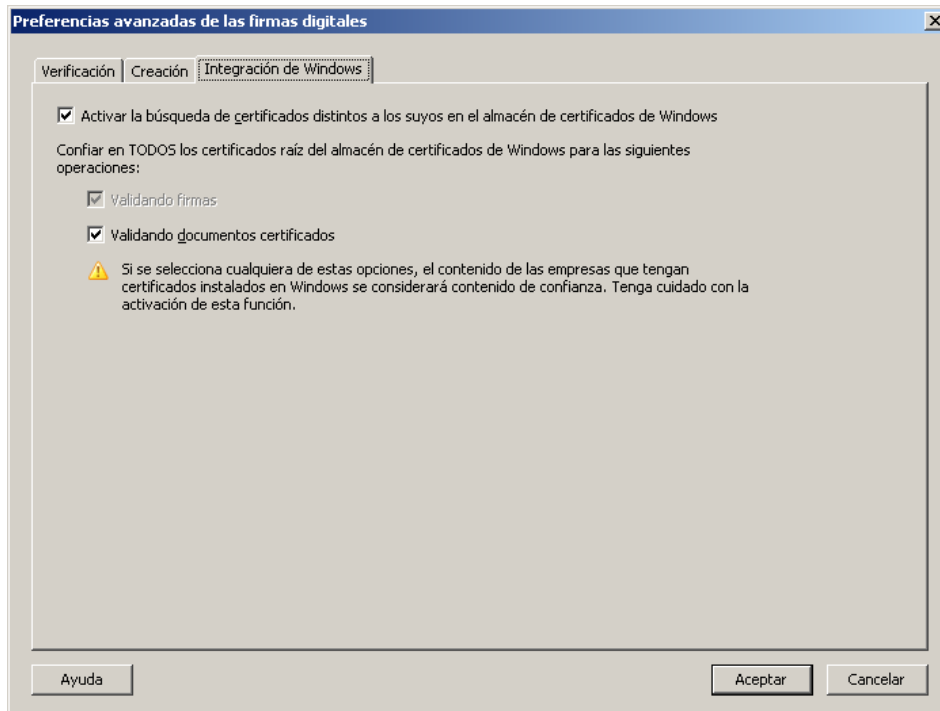 Preferencias avanzadas de las firmas digitales
Verificación
Creación
Integración de Windows
Activar la búsqueda de certificados distintos a los suyos en el almacén de certificados de Windows
Confiar en TODOS los certificados raíz del almacén de certificados de Windows para las siguientes
operaciones:
Validando firmas
Validando documentos certificados
Si se selecciona cualquiera de estas opciones, el contenido de las empresas que tengan
certificados instalados en Windows se considerará contenido de confianza. Tenga cuidado con la
activación de esta función.
Ayuda
Aceptar
Cancelar